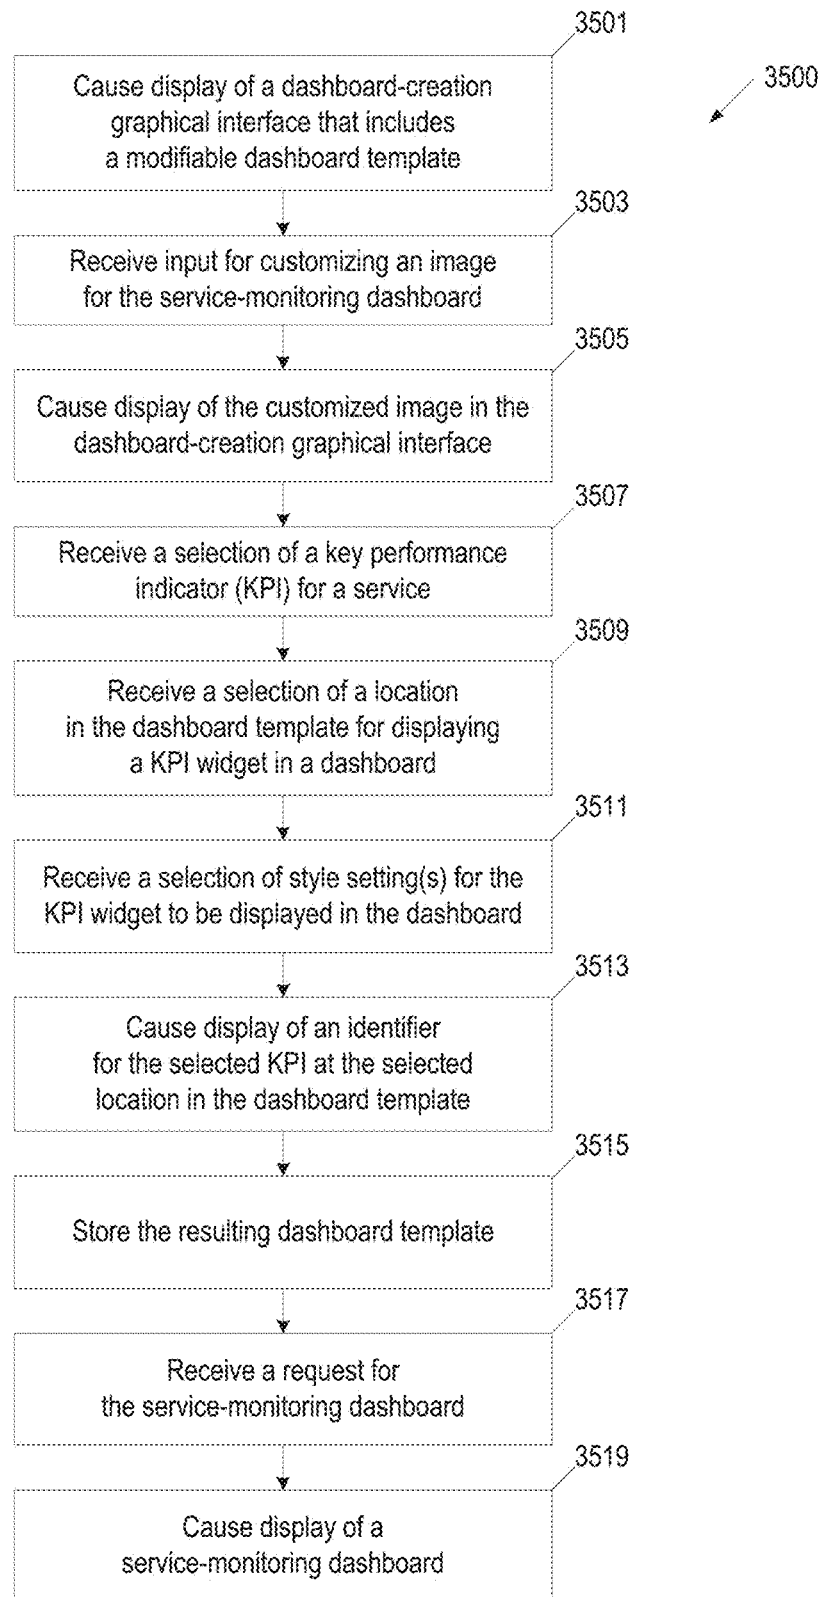 3501
3500
Cause display of a dashboard-creation
graphical interface that includes
a modifiable dashboard template
3503
Receive input for customizing an image
for the service-monitoring dashboard
3505
Cause display of the customized image in the
dashboard-creation graphical interface
3507
Receive a selection of a key performance
indicator (KPI) for a service
3509
Receive a selection of a location
in the dashboard template for displaying
a KPI widget in a dashboard
3511
Receive a selection of style setting(s) for the
KPI widget to be displayed in the dashboard
3513
Cause display of an identifier
for the selected KPI at the selected
location in the dashboard template
3515
Store the resulting dashboard template
3517
Receive a request for
the service-monitoring dashboard
3519
Cause display of a
service-monitoring dashboard